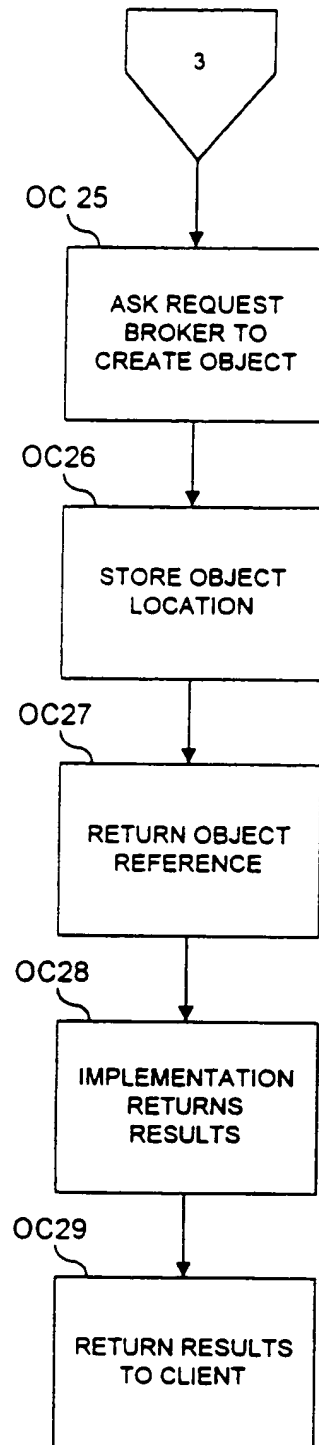 3
OC 25
ASK REQUEST
BROKER TO
CREATE OBJECT
OC26
STORE OBJECT
LOCATION
OC27
RETURN OBJECT
REFERENCE
OC28
IMPLEMENTATION
RETURNS
RESULTS
OC29
RETURN RESULTS
TO CLIENT